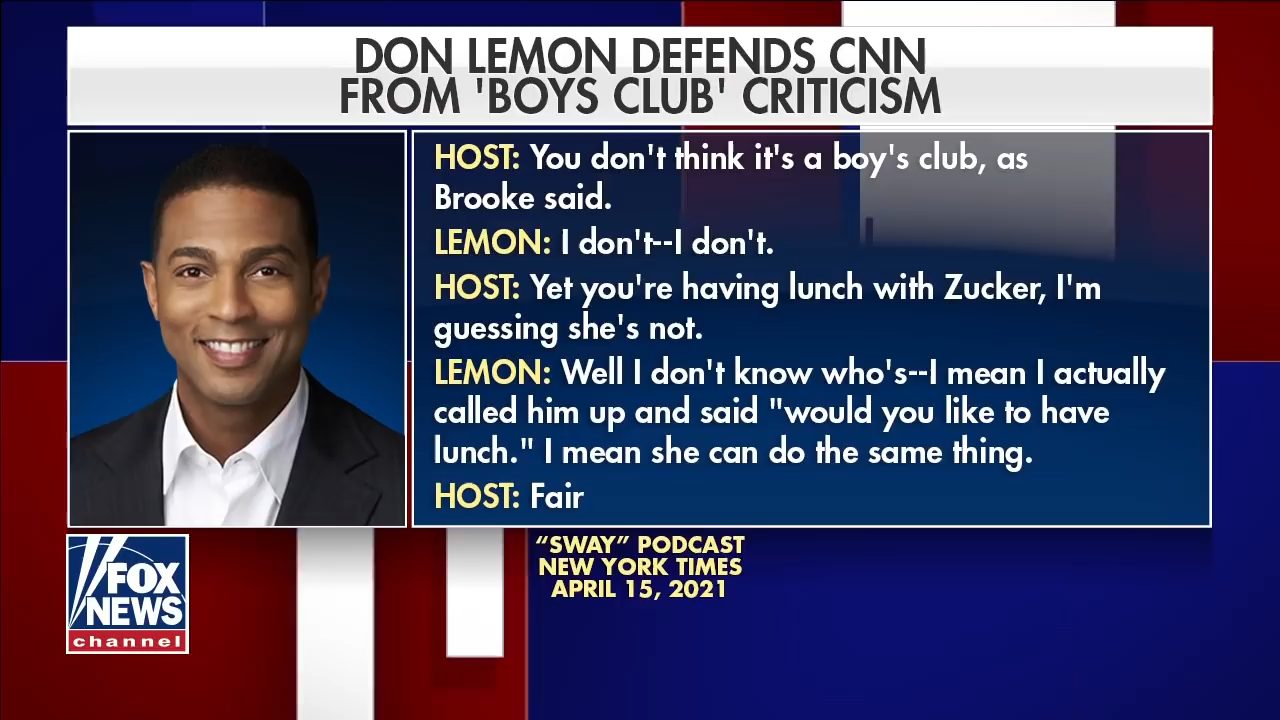 DON LEMON DEFENDS CNN
FROM 'BOYS CLUB' CRITICISM
HOST: You don't think it's a boy's club, as
Brooke said.
LEMON: I don't--I don't.
HOST: Yet you're having lunch with Zucker, I'm
guessing she's not.
LEMON: Well I don't know who's--I mean I actually
called him up and said "would you like to have
lunch." I mean she can do the same thing.
HOST: Fair
“SWAY” PODCAST
NEW YORK TIMES
APRIL 15, 2021
FOX
NEWS
channel